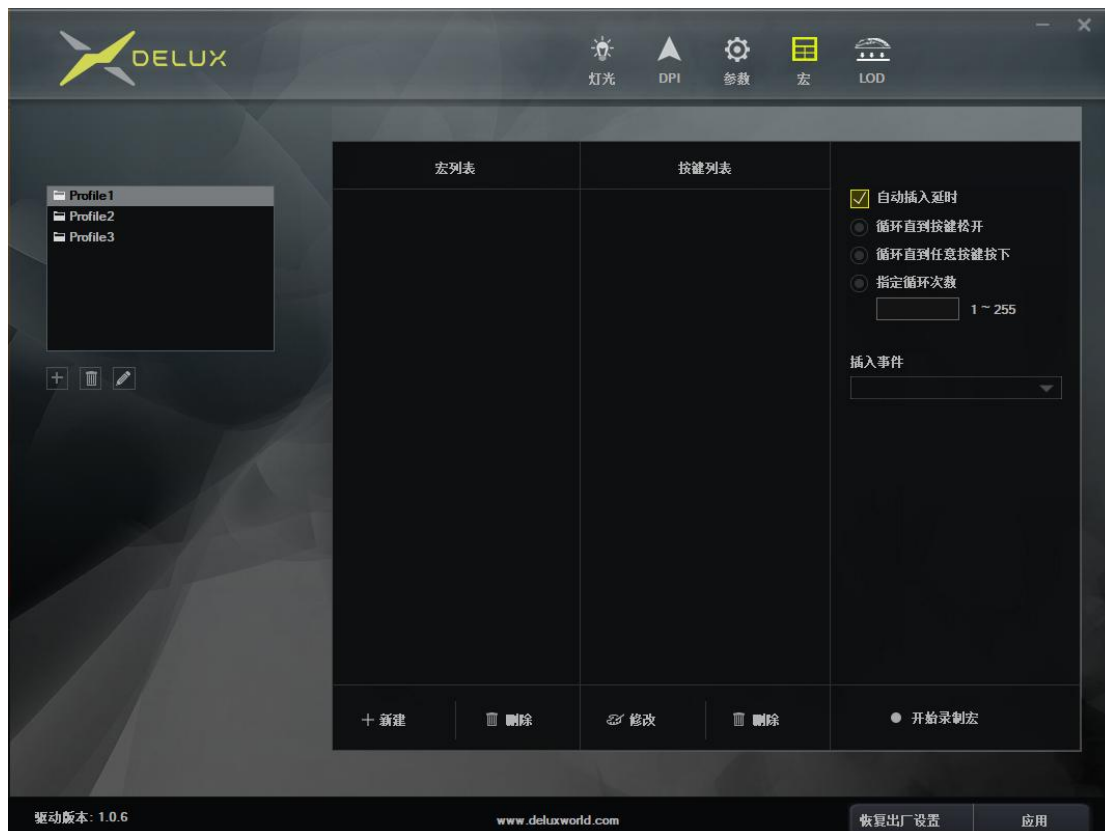 DELUX
灯光 DPI 参数 宏 LOD
宏列表 按键列表
Profile1
Profile2
Profile3
自动插入延时
循环直到按键松开
循环直到任意按键按下
指定循环次数
1 ~ 255
插入事件
新建 删除 修改 删除 开始录制宏
驱动版本: 1.0.6 www.deluxworld.com 恢复出厂设置 应用